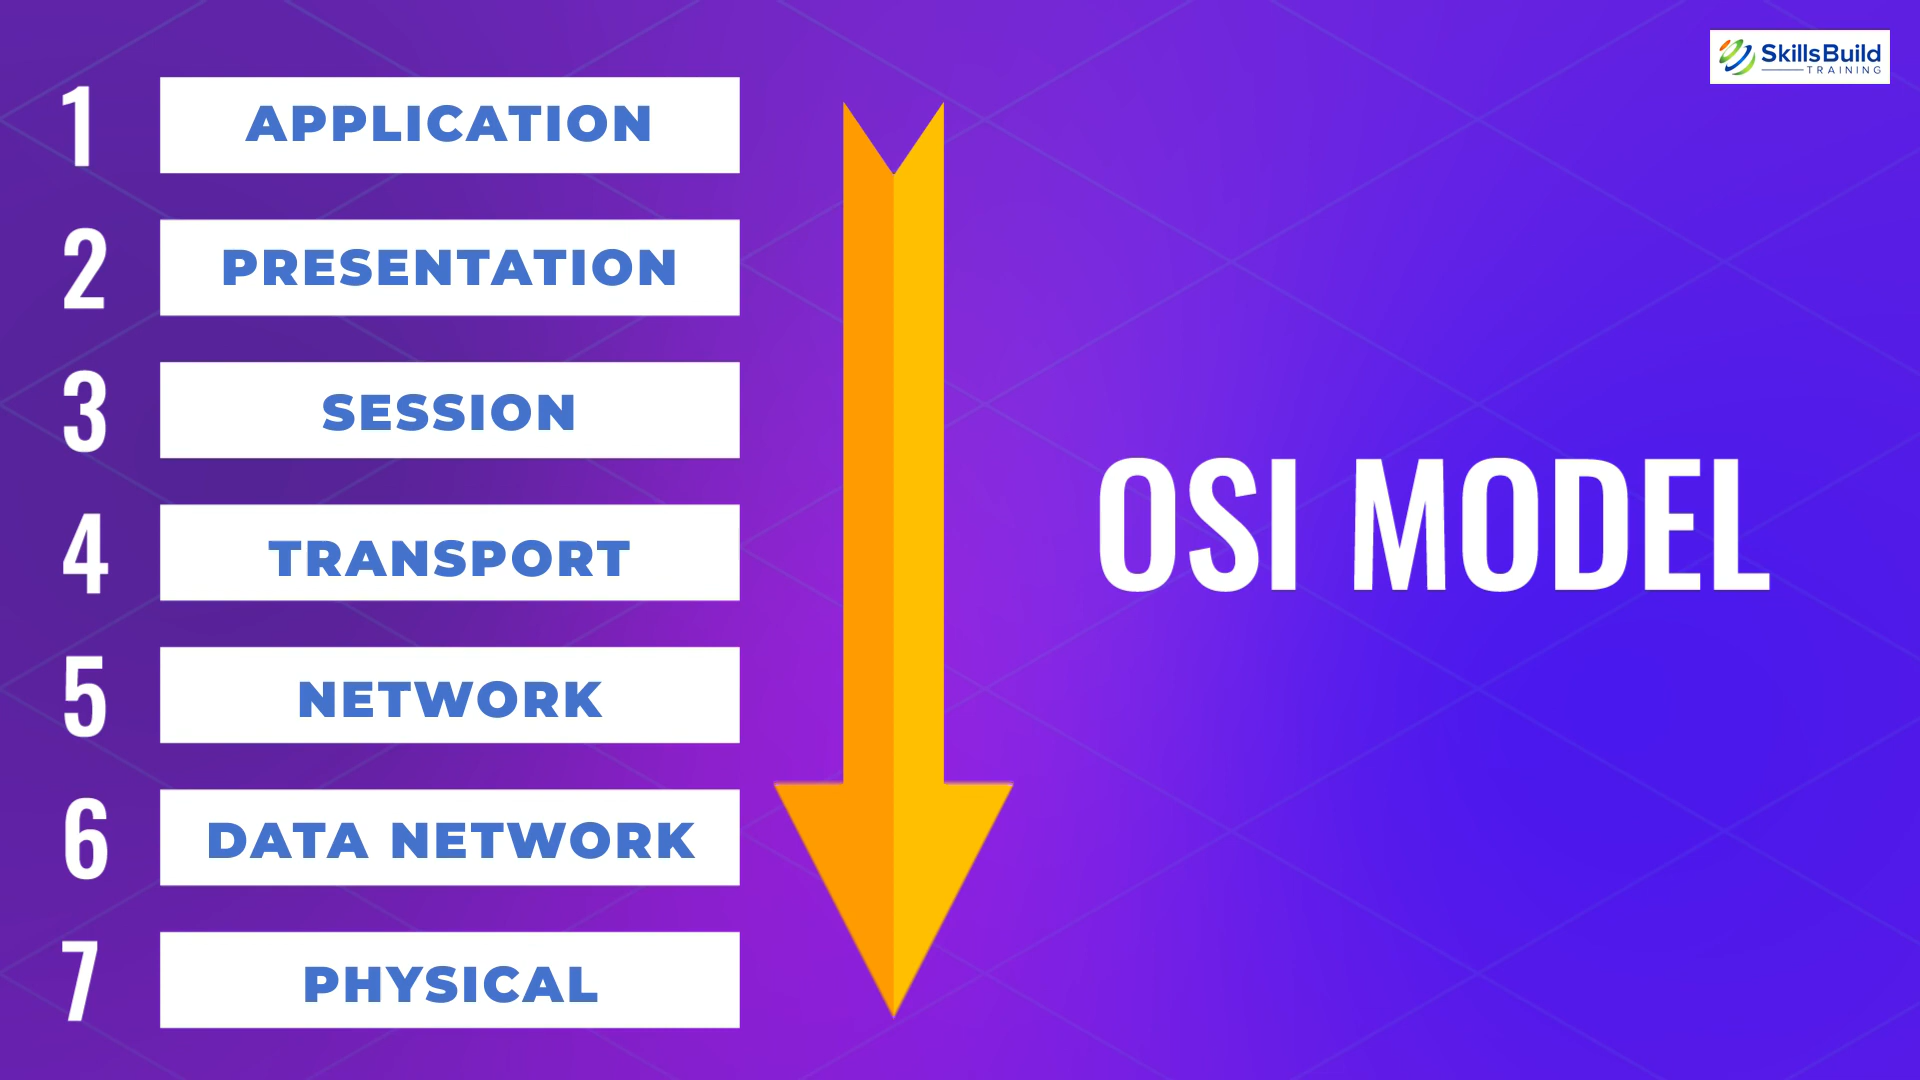 SkillsBuild
TRAINING
1 APPLICATION
2 PRESENTATION
3 SESSION
4 TRANSPORT
5 NETWORK
6 DATA NETWORK
7 PHYSICAL
OSI MODEL